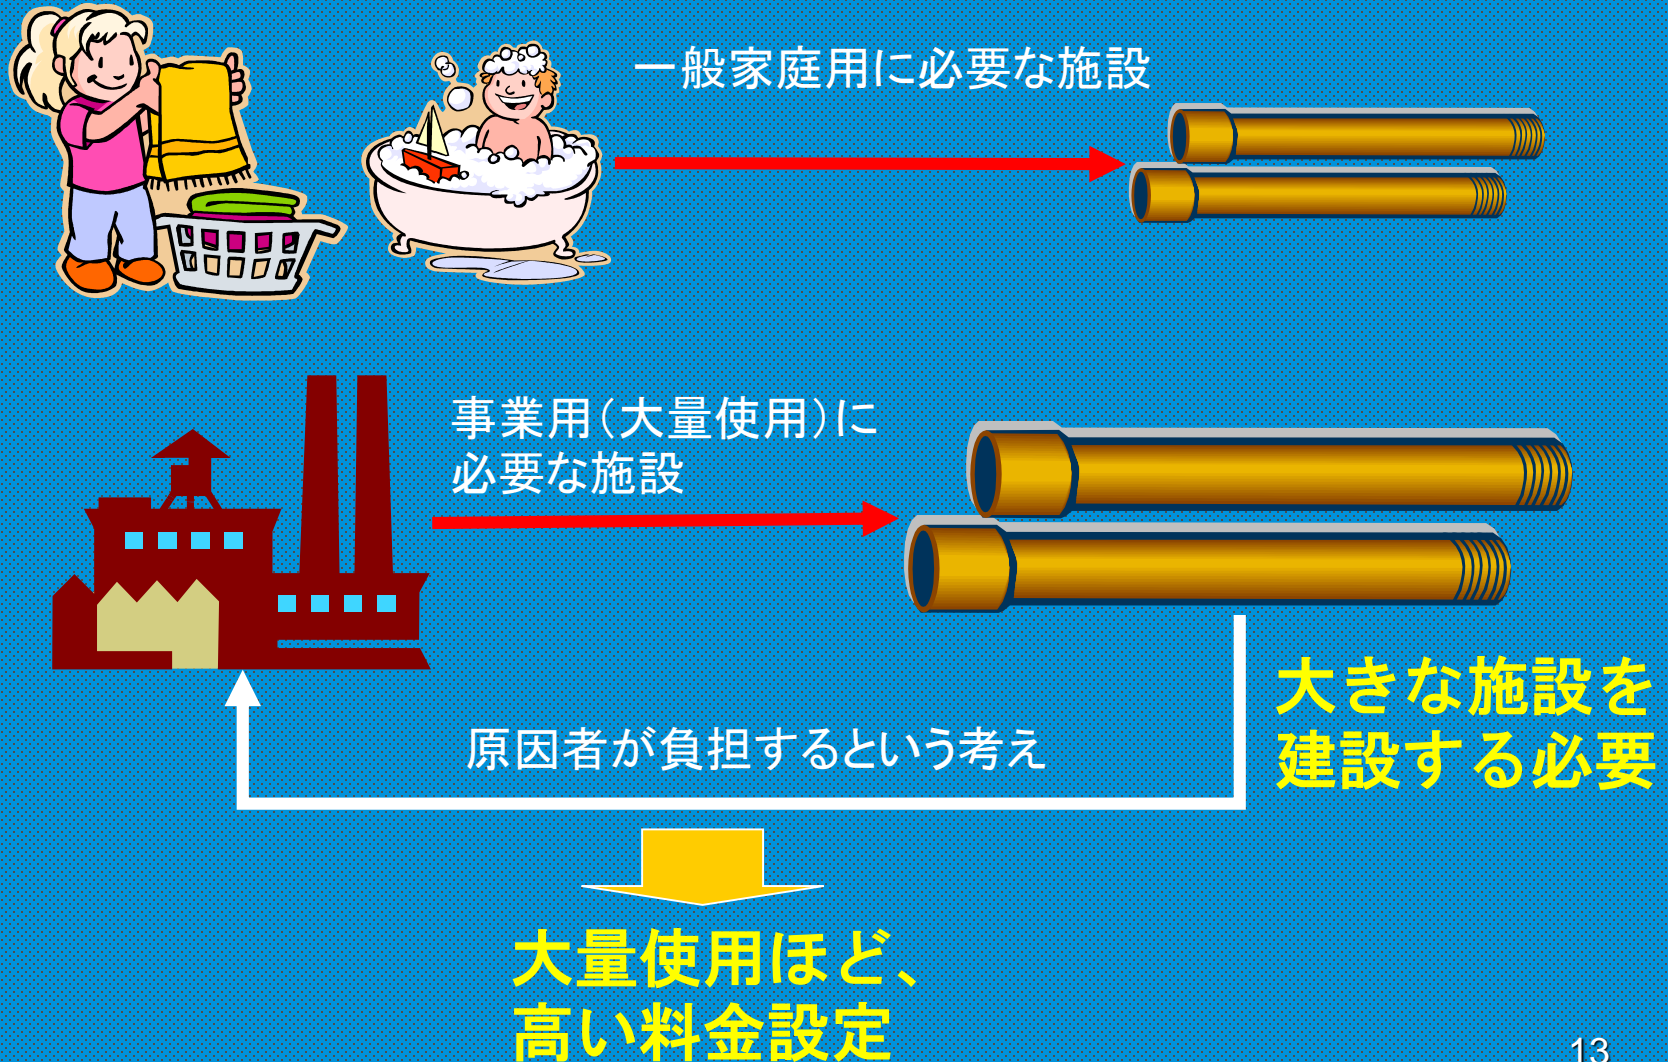 一般家庭用に必要な施設
事業用（大量使用）に
必要な施設
大きな施設を
建設する必要
原因者が負担するという考え
大量使用ほど、
高い料金設定
13